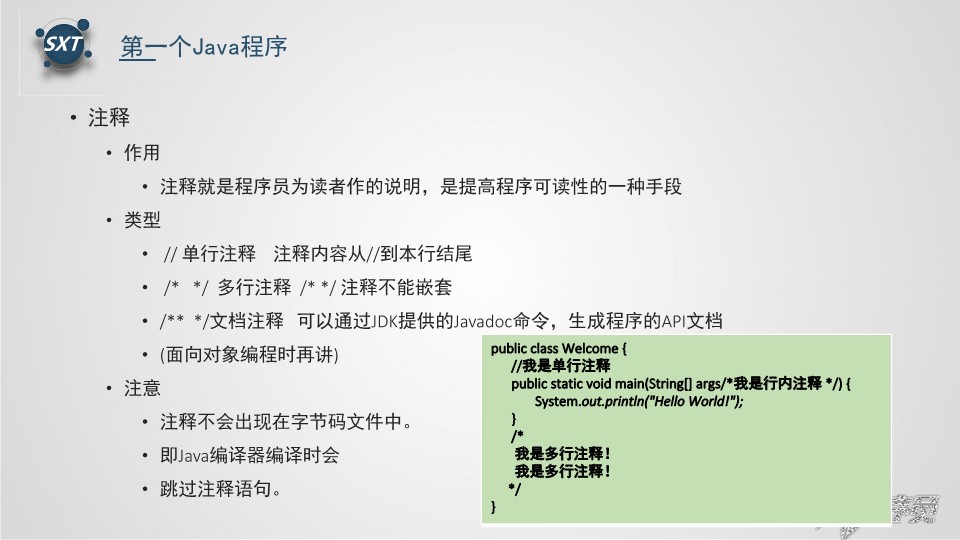 SXT
第一个Java程序
• 注释
• 作用
• 注释就是程序员为读者作的说明，是提高程序可读性的一种手段
• 类型
• // 单行注释 注释内容从//到本行结尾
• /* */ 多行注释 /* */ 注释不能嵌套
• /** */文档注释 可以通过JDK提供的Javadoc命令，生成程序的API文档
• (面向对象编程时再讲)
• 注意
• 注释不会出现在字节码文件中。
• 即Java编译器编译时会
• 跳过注释语句。
public class Welcome {
//我是单行注释
public static void main(String[] args/*我是行内注释 */) {
System.out.println("Hello World!");
}
/*
我是多行注释！
我是多行注释！
*/
}